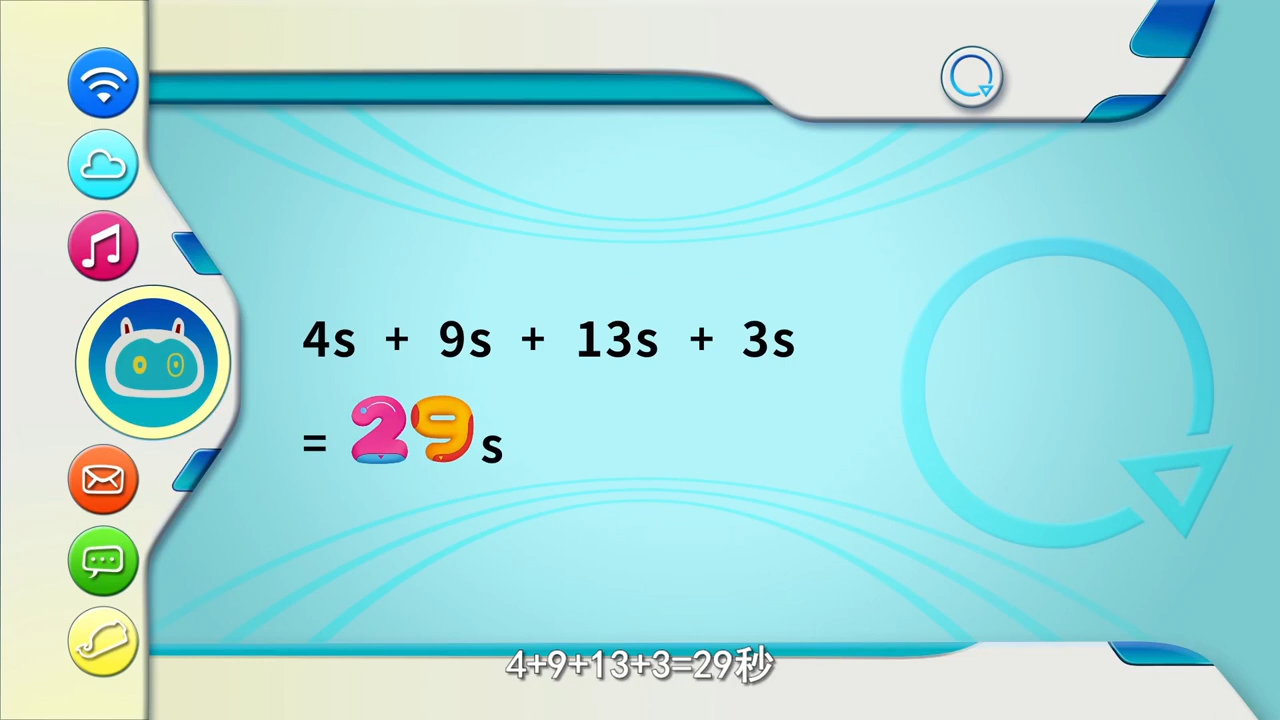 4s + 9s + 13s + 3s
= 29s
4+9+13+3=29秒